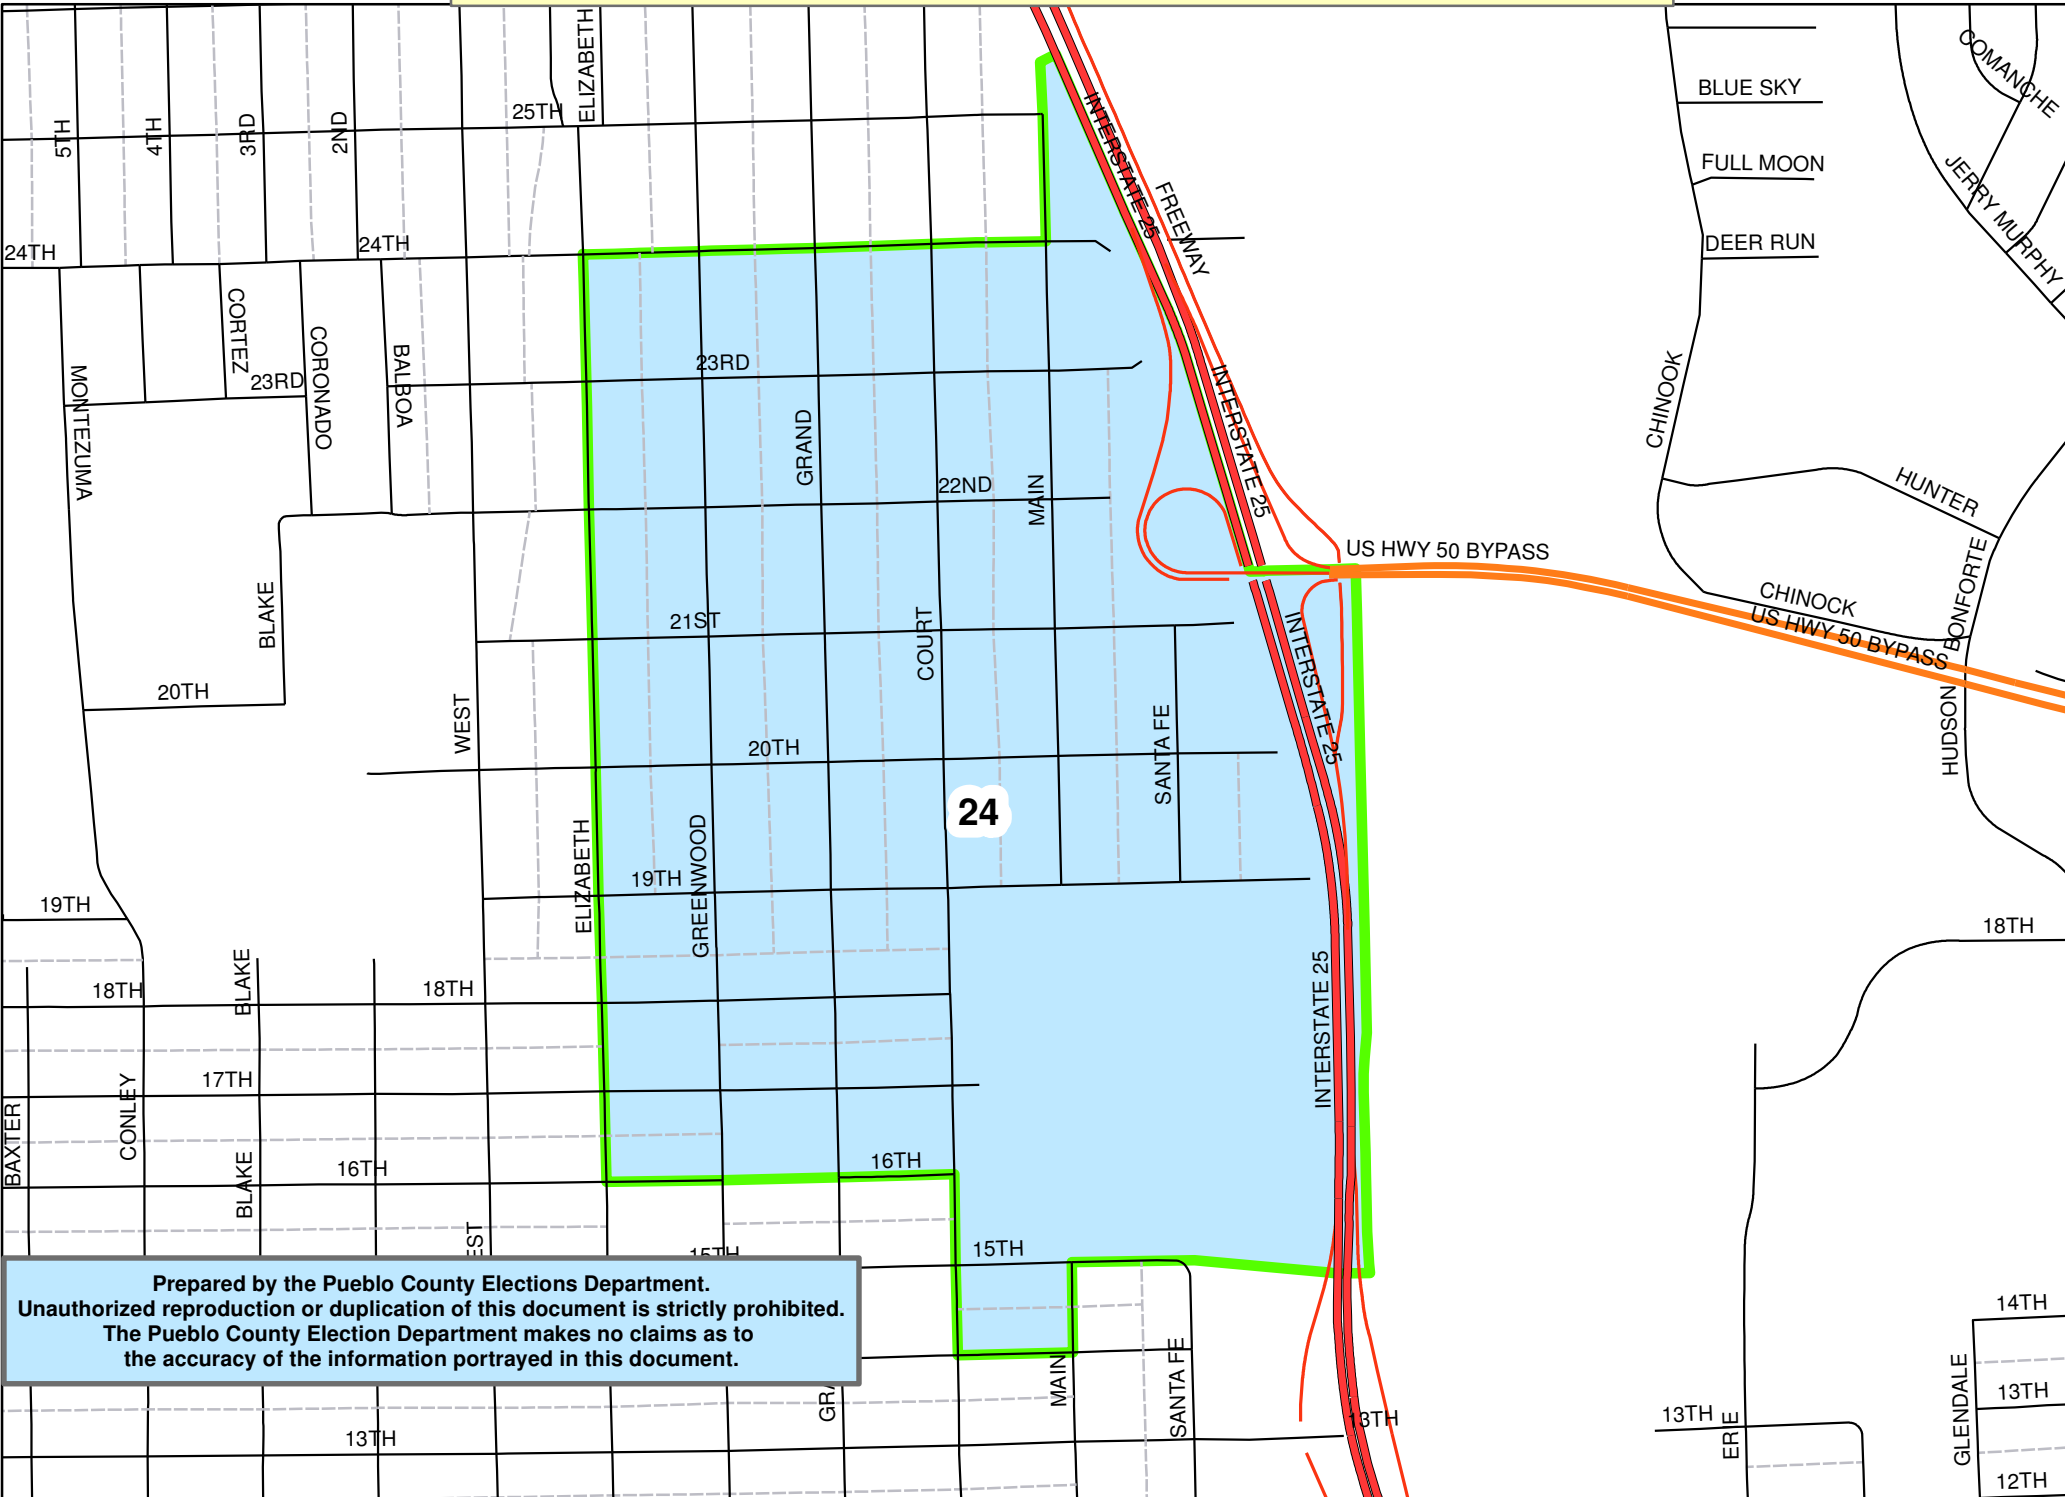 ELIZABETH
COMANCHE
BLUE SKY
25TH
5TH
4TH
3RD
2ND
INTERSTATE 25
FULL MOON
JERRY MURPHY
FREEWAY
24TH
24TH
DEER RUN
CORTEZ
CORONADO
BALBOA
23RD
23RD
MONTEZUMA
INTERSTATE 25
CHINOOK
GRAND
22ND
MAIN
HUNTER
US HWY 50 BYPASS
BONFORTE
BLAKE
CHINOCK
US HWY 50 BYPASS
21ST
COURT
INTERSTATE 25
20TH
WEST
HUDSON
20TH
SANTA FE
24
ELIZABETH
GREENWOOD
19TH
19TH
18TH
BLAKE
18TH
18TH
INTERSTATE 25
17TH
CONLEY
BAXTER
16TH
16TH
BLAKE
EST
15TH
15TH
Prepared by the Pueblo County Elections Department.
Unauthorized reproduction or duplication of this document is strictly prohibited.
The Pueblo County Election Department makes no claims as to
the accuracy of the information portrayed in this document.
14TH
MAIN
SANTA FE
GLENDALE
GRA
13TH
13TH
13TH
13TH
ERIE
12TH